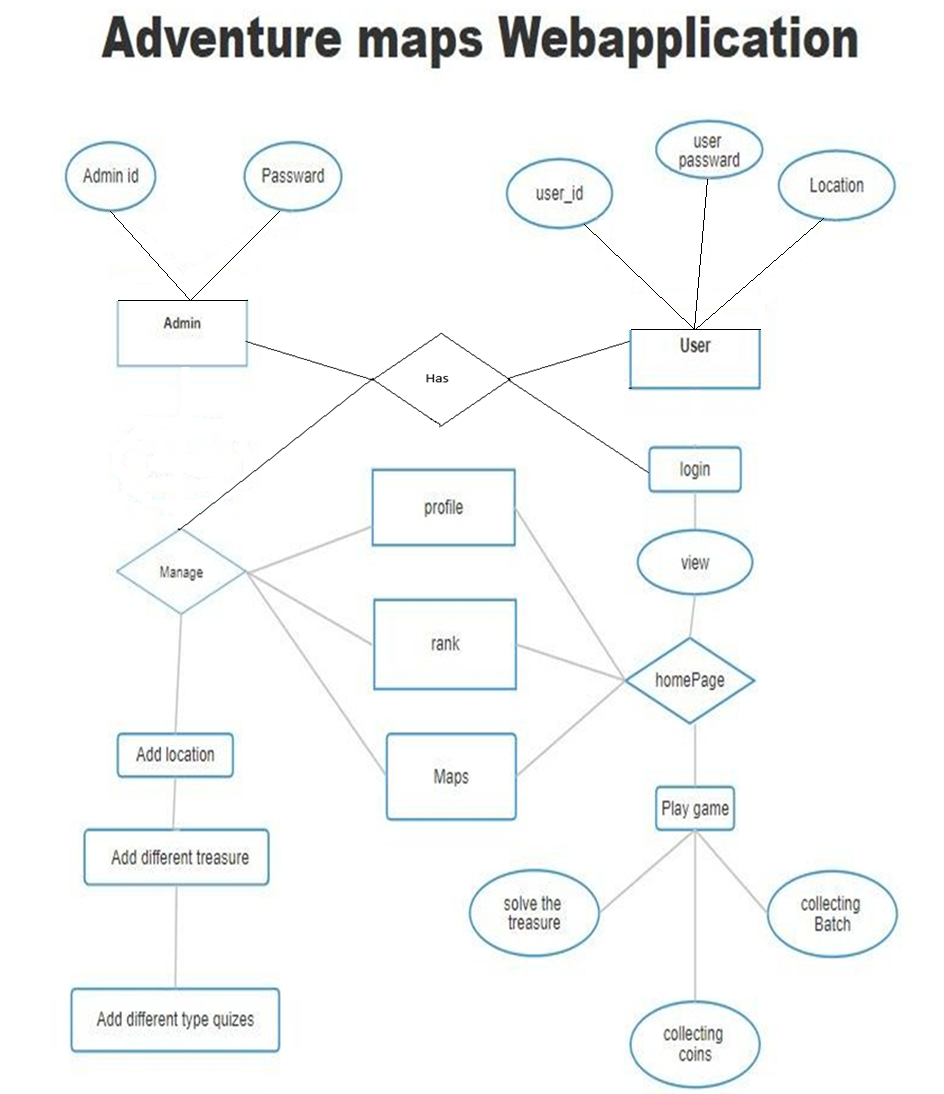 Adventure maps Webapplication
Admin id
Passward
user_id
user
passward
Location
Admin
User
Has
login
profile
view
Manage
rank
homePage
Add location
Maps
Play game
Add different treasure
solve the
treasure
collecting
Batch
Add different type quizes
collecting
coins